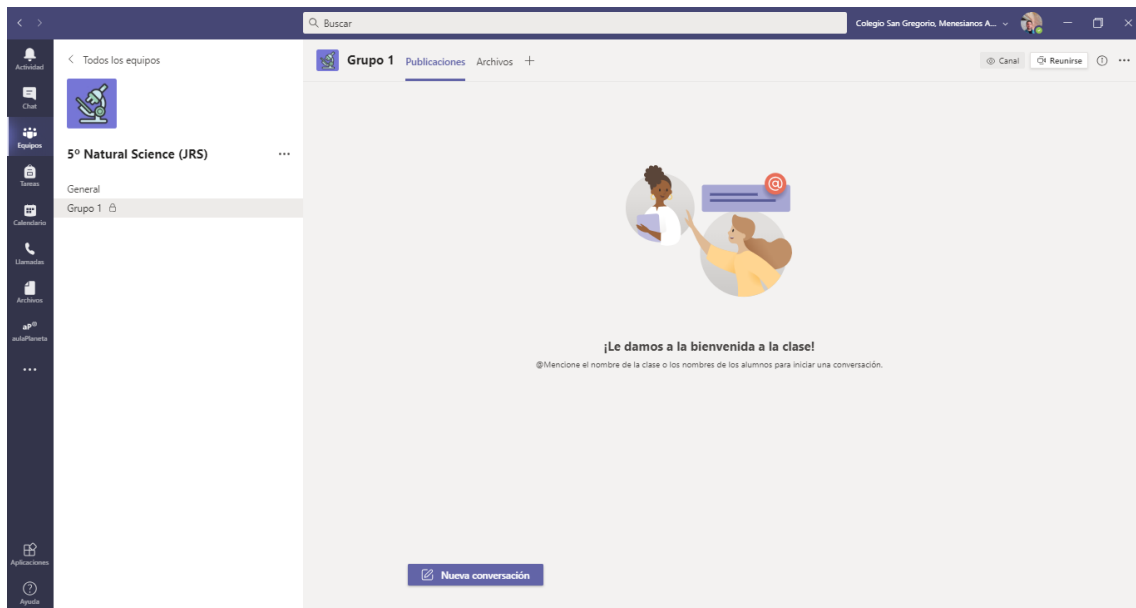 Buscar
Colegio San Gregorio, Menesianos A...
Actividad
Chat
Equipos
Tareas
Calendario
Llamadas
Archivos
aP
aulaPlaneta
Aplicaciones
Ayuda
Todos los equipos
5º Natural Science (JRS)
General
Grupo 1
Grupo 1 Publicaciones Archivos +
Canal Reunirse
@
¡Le damos a la bienvenida a la clase!
@Mencione el nombre de la clase o los nombres de los alumnos para iniciar una conversación.
Nueva conversación